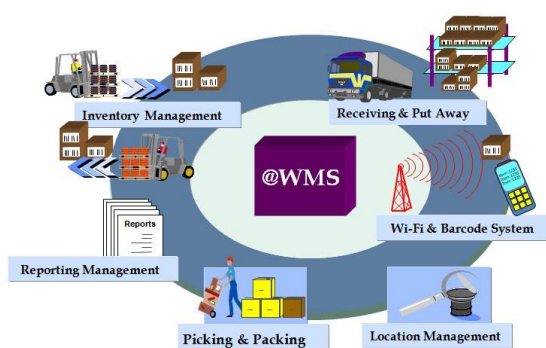 Inventory Management
Receiving & Put Away
@WMS
Reports
Wi-Fi & Barcode System
Reporting Management
Picking & Packing
Location Management